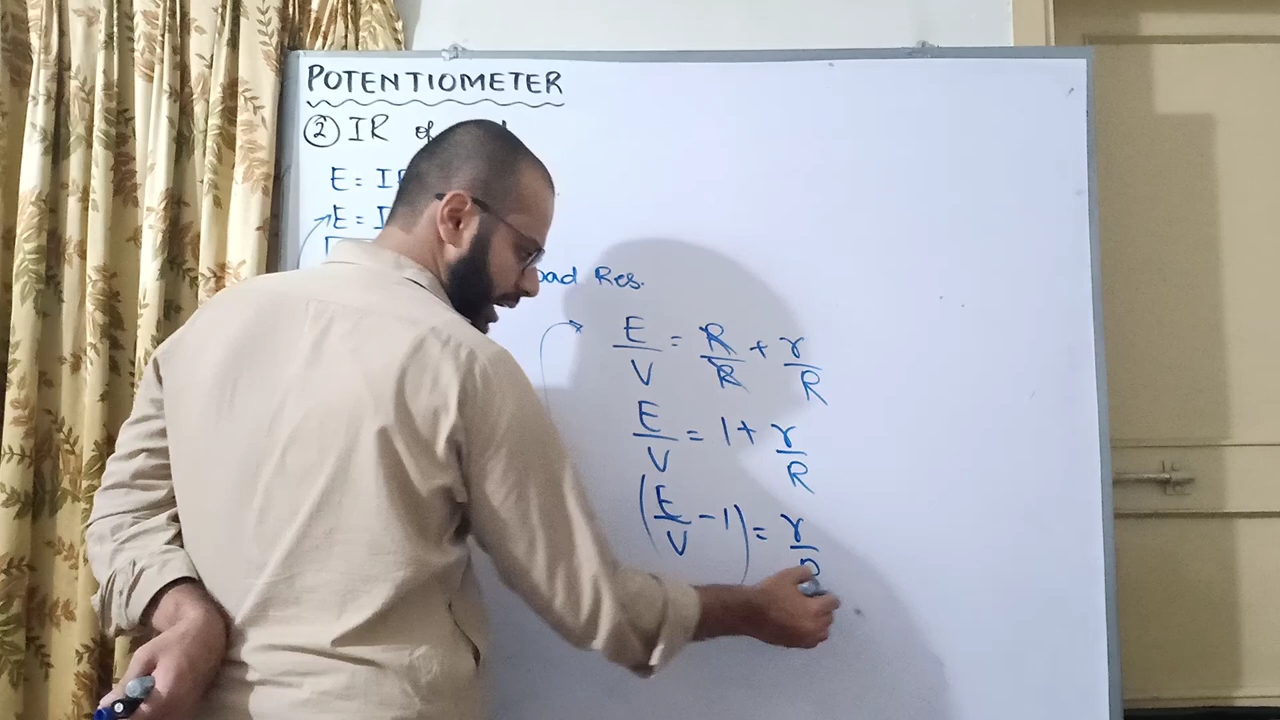 POTENTIOMETER
② IR of
E = I
E = I
oad Res.
E/V = R/R + r/R
E/V = 1 + r/R
(E/V - 1) = r/R